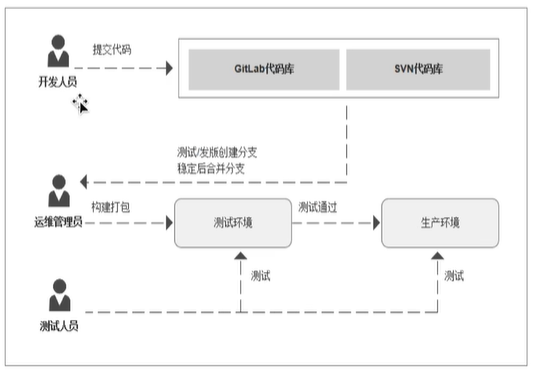 提交代码
开发人员
GitLab代码库
SVN代码库
测试/发版创建分支
稳定后合并分支
运维管理员
构建打包
测试环境
测试通过
生产环境
测试
测试
测试人员